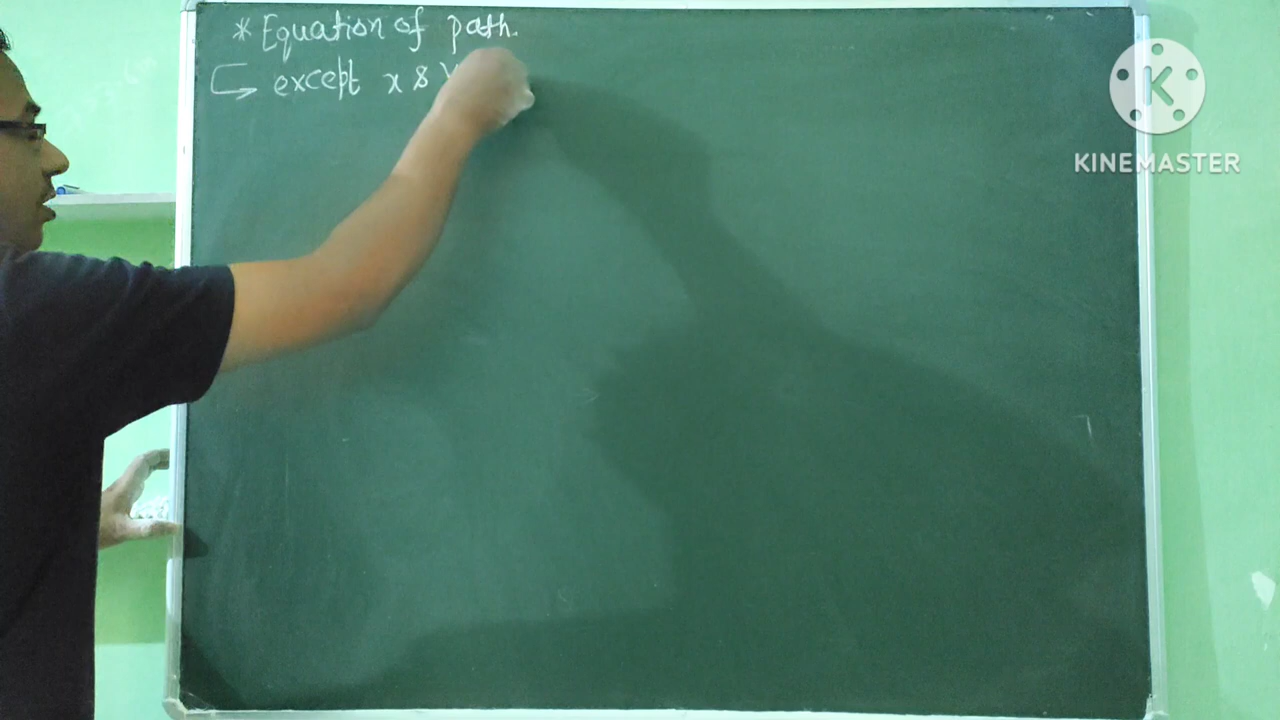 * Equation of path.
↳ except x & y
K
KINEMASTER